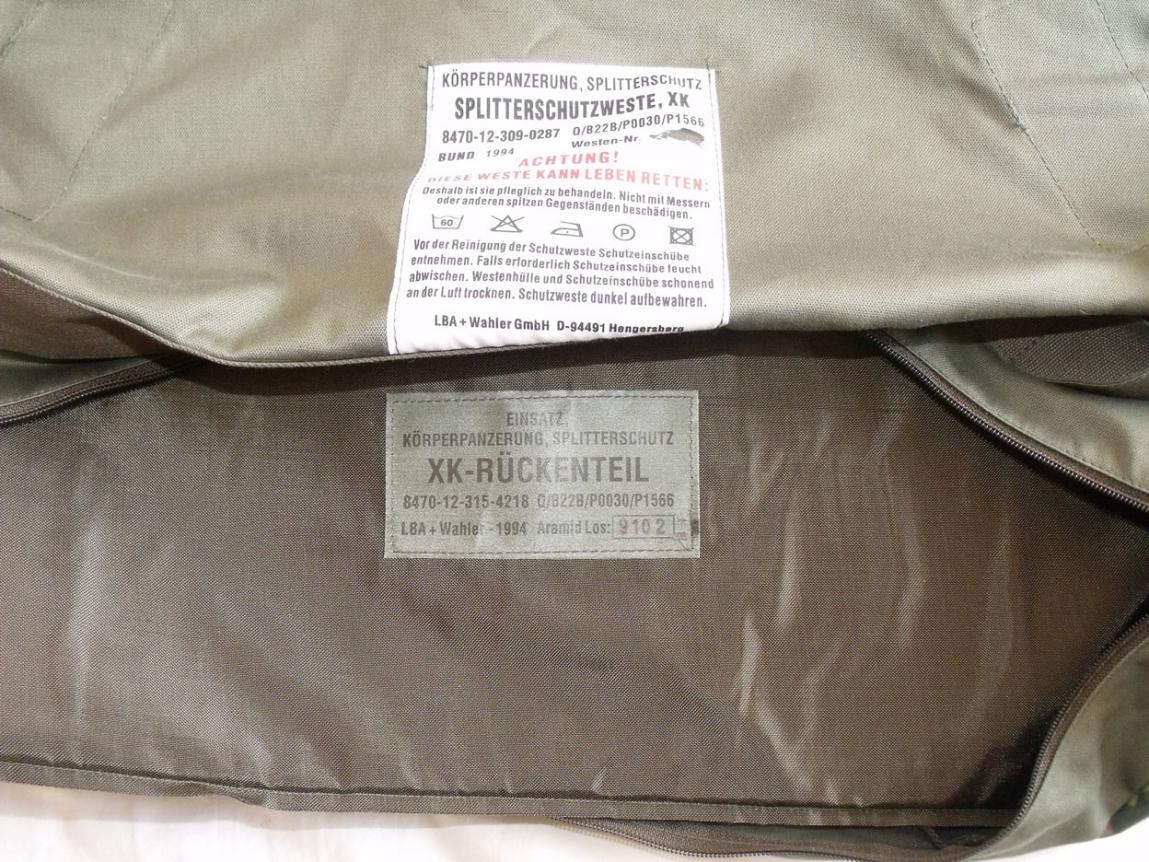 KÖRPERPANZERUNG, SPLITTERSCHUTZ
SPLITTERSCHUTZWESTE, XK
8470-12-309-0287 Q/B22B/P0030/P1566
BUND 1994 Westen-Nr.
ACHTUNG!
DIESE WESTE KANN LEBEN RETTEN:
Deshalb ist sie pfleglich zu behandeln. Nicht mit Messern
oder anderen spitzen Gegenständen beschädigen.
60 P
Vor der Reinigung der Schutzweste Schutzeinschübe
entnehmen. Falls erforderlich Schutzeinschübe feucht
abwischen. Westenhülle und Schutzeinschübe schonend
an der Luft trocknen. Schutzweste dunkel aufbewahren.
LBA + Wahler GmbH D-94491 Hengersberg
EINSATZ,
KÖRPERPANZERUNG, SPLITTERSCHUTZ
XK-RÜCKENTEIL
8470-12-315-4218 Q/B22B/P0030/P1566
LBA + Wahler - 1994 Aramid Los: 9102